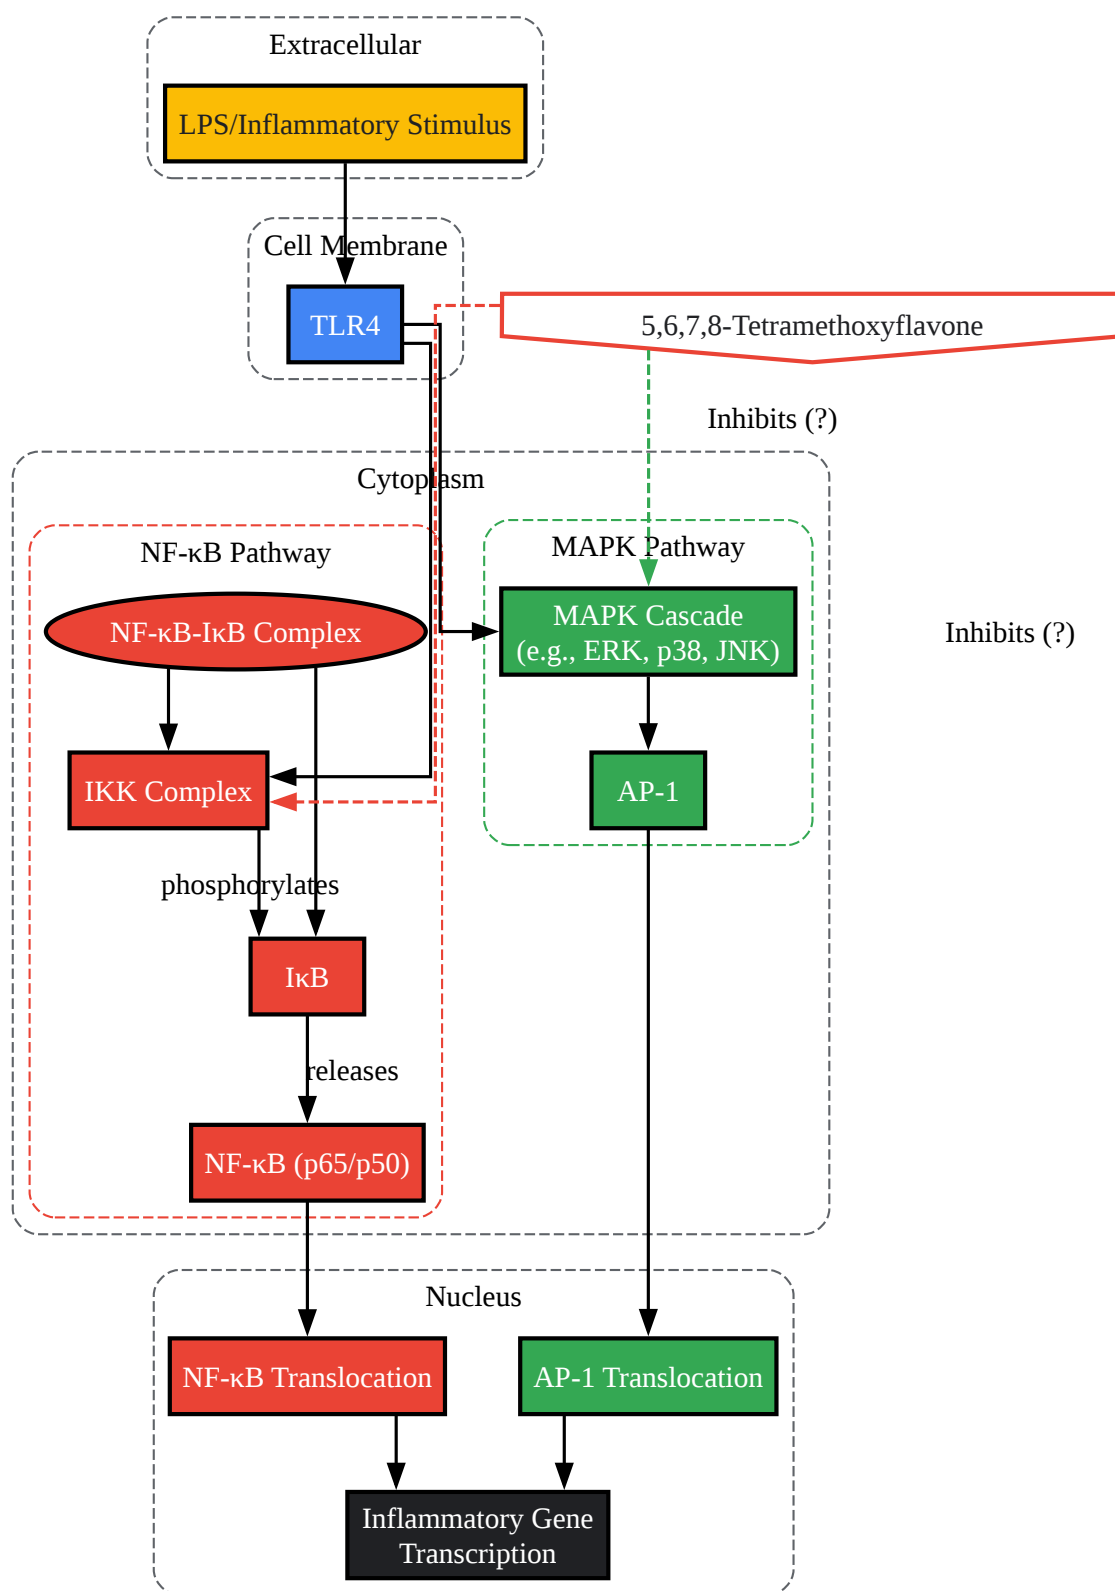 Extracellular
LPS/Inflammatory Stimulus
Cell Membrane
TLR4
5,6,7,8-Tetramethoxyflavone
Inhibits (?)
Cytoplasm
NF-κB Pathway
MAPK Pathway
NF-κB-IκB Complex
MAPK Cascade
(e.g., ERK, p38, JNK)
Inhibits (?)
IKK Complex
AP-1
phosphorylates
IκB
releases
NF-κB (p65/p50)
Nucleus
NF-κB Translocation
AP-1 Translocation
Inflammatory Gene
Transcription